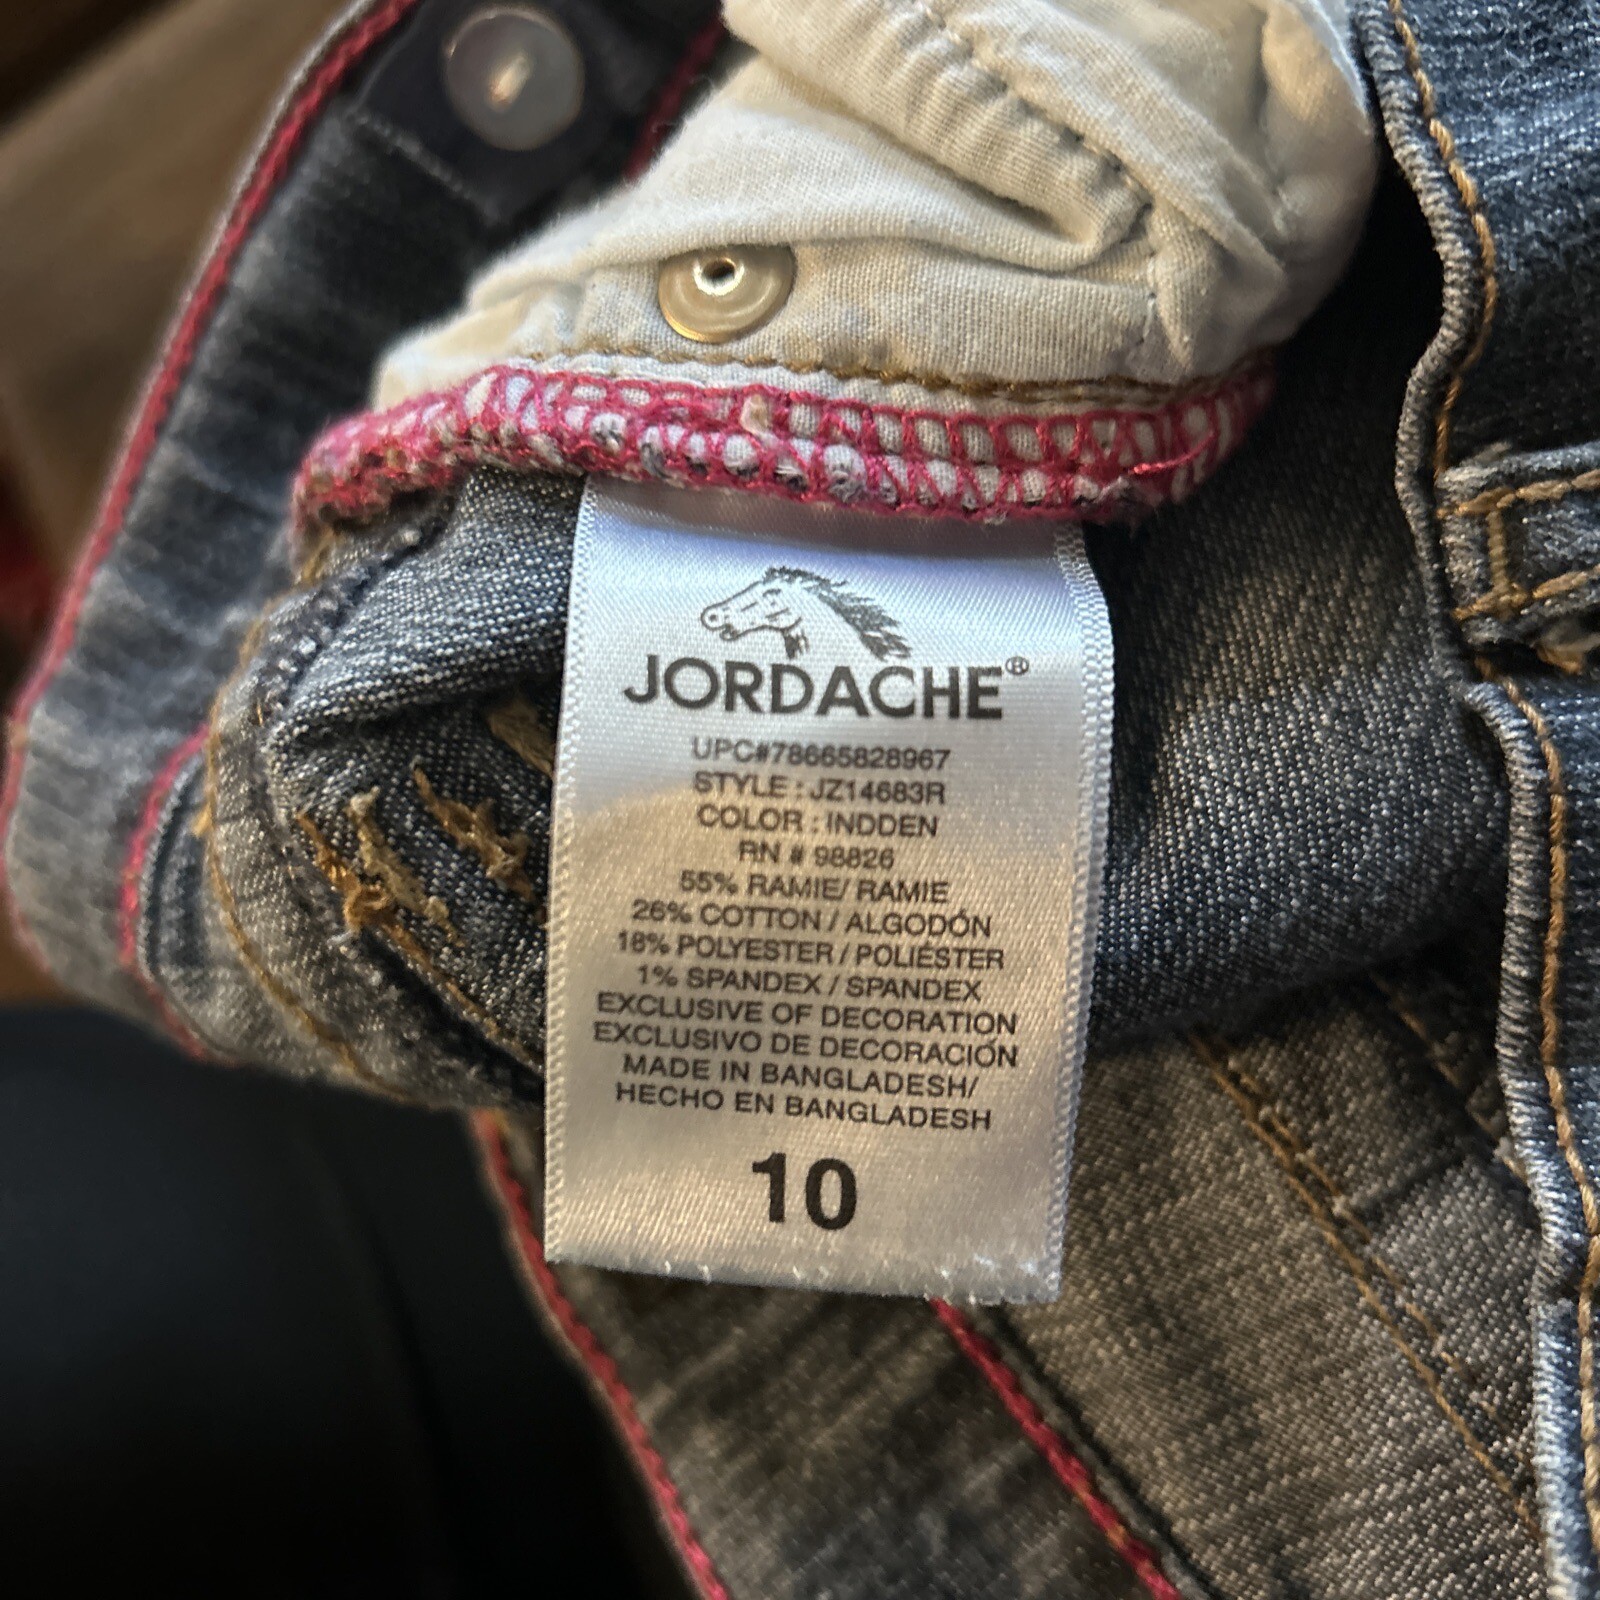 JORDACHE®
UPC#78665828967
STYLE : JZ14683R
COLOR : INDDEN
RN # 98826
55% RAMIE/ RAMIE
26% COTTON / ALGODÓN
18% POLYESTER / POLIÉSTER
1% SPANDEX / SPANDEX
EXCLUSIVE OF DECORATION
EXCLUSIVO DE DECORACIÓN
MADE IN BANGLADESH/
HECHO EN BANGLADESH
10